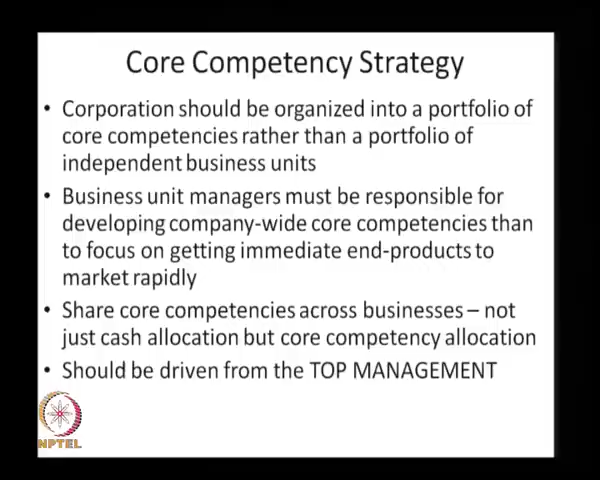 Core Competency Strategy
• Corporation should be organized into a portfolio of
core competencies rather than a portfolio of
independent business units
• Business unit managers must be responsible for
developing company-wide core competencies than
to focus on getting immediate end-products to
market rapidly
• Share core competencies across businesses – not
just cash allocation but core competency allocation
• Should be driven from the TOP MANAGEMENT
NPTEL